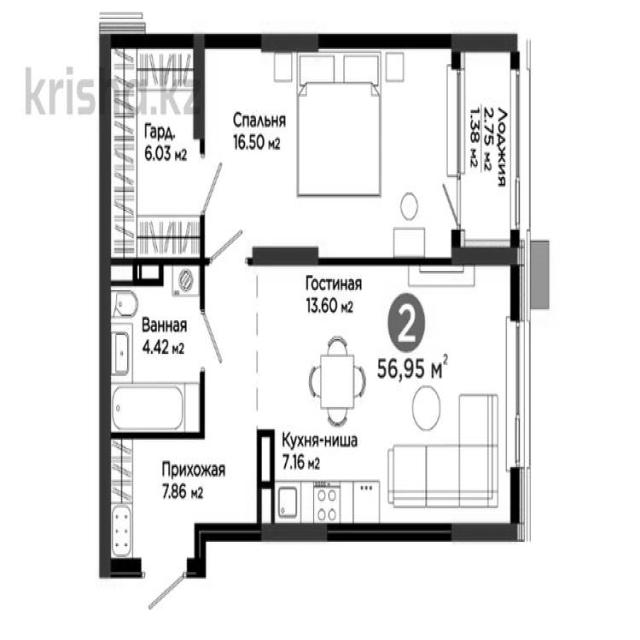 krisha.kz
Гард.
6.03 м2
Спальня
16.50 м2
Лоджия
2.75 м2
1.38 м2
Гостиная
13.60 м2
2
56,95 м2
Ванная
4.42 м2
Кухня-ниша
7.16 м2
Прихожая
7.86 м2